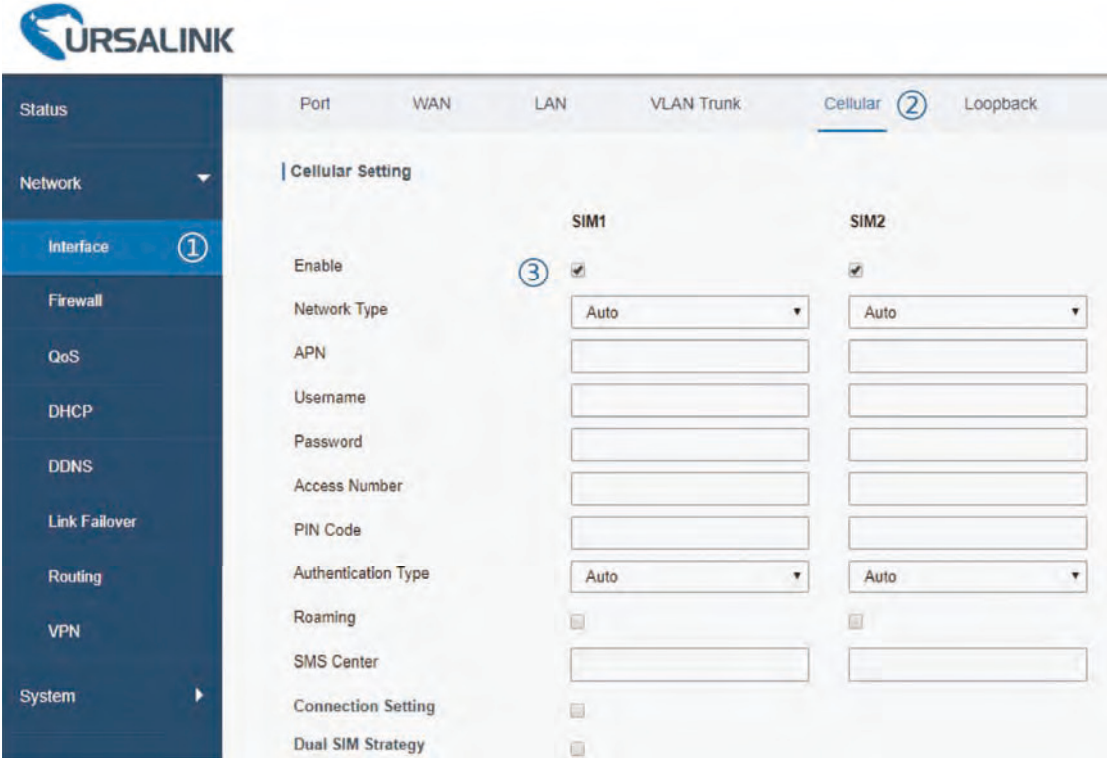 URSALINK
Status
Network
Interface ①
Firewall
QoS
DHCP
DDNS
Link Failover
Routing
VPN
System
Port WAN LAN VLAN Trunk Cellular ② Loopback
Cellular Setting
SIM1 SIM2
Enable ③
Network Type Auto Auto
APN
Username
Password
Access Number
PIN Code
Authentication Type Auto Auto
Roaming
SMS Center
Connection Setting
Dual SIM Strategy